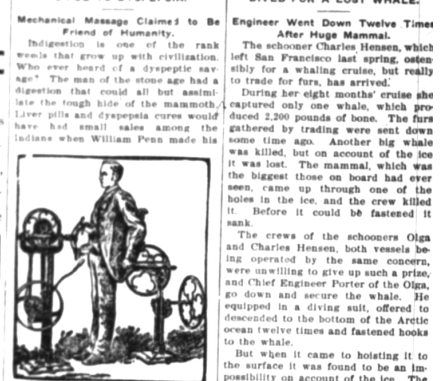 Mechanical Massage Claimed to Be
Friend of Humanity.
Indigestion is one of the rank
weeds that grow up with civilization.
Who ever heard of a dyspeptic sav-
age? The man of the stone age had a
digestion that could all but assimi-
late the tough hide of the mammoth.
Liver pills and dyspepsia cures would
have had small sales among the
Indians when William Penn made his
LOST WHALE.
Engineer Went Down Twelve Times
After Huge Mammal.
The schooner Charles Hensen, which
left San Francisco last spring, osten-
sibly for a whaling cruise, but really
to trade for furs, has arrived.
During her eight months' cruise she
captured only one whale, which pro-
duced 2,200 pounds of bone. The furs
gathered by trading were sent down
some time ago. Another big whale
was killed, but on account of the ice
it was lost. The mammal, which was
the biggest those on board had ever
seen, came up through one of the
holes in the ice, and the crew killed
it. Before it could be fastened it
sank.
The crews of the schooners Olga
and Charles Hensen, both vessels be-
ing operated by the same concern,
were unwilling to give up such a prize,
and Chief Engineer Porter of the Olga,
go down and secure the whale. He
equipped in a diving suit, offered to
descended to the bottom of the Arctic
ocean twelve times and fastened hooks
to the whale.
But when it came to hoisting it to
the surface it was found to be an im-
possibility on account of the ice. The